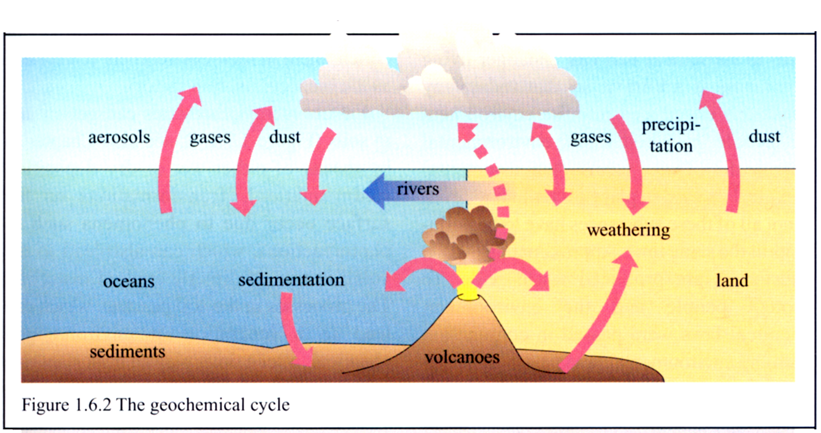 aerosols
gases
dust
gases
precipi-
tation
dust
rivers
weathering
oceans
sedimentation
land
sediments
volcanoes
Figure 1.6.2 The geochemical cycle